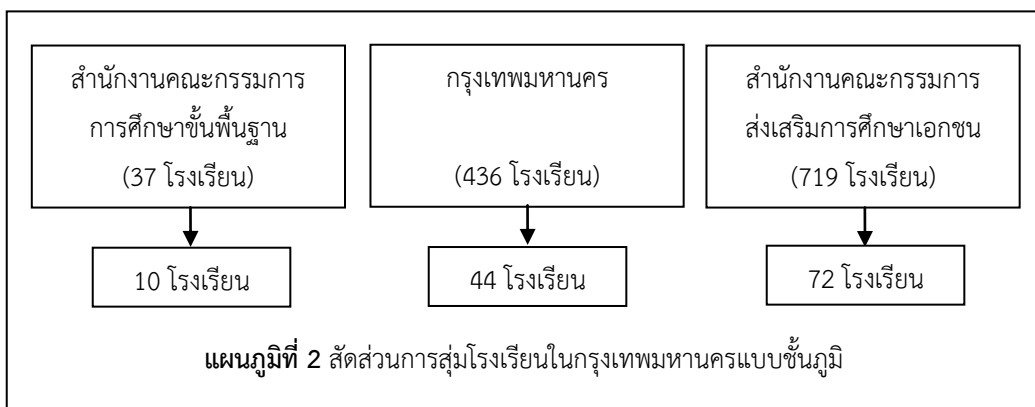 สำนักงานคณะกรรมการ
การศึกษาขั้นพื้นฐาน
(37 โรงเรียน)
กรุงเทพมหานคร
(436 โรงเรียน)
สำนักงานคณะกรรมการ
ส่งเสริมการศึกษาเอกชน
(719 โรงเรียน)
10 โรงเรียน
44 โรงเรียน
72 โรงเรียน
แผนภูมิที่ 2 สัดส่วนการสุ่มโรงเรียนในกรุงเทพมหานครแบบชั้นภูมิ